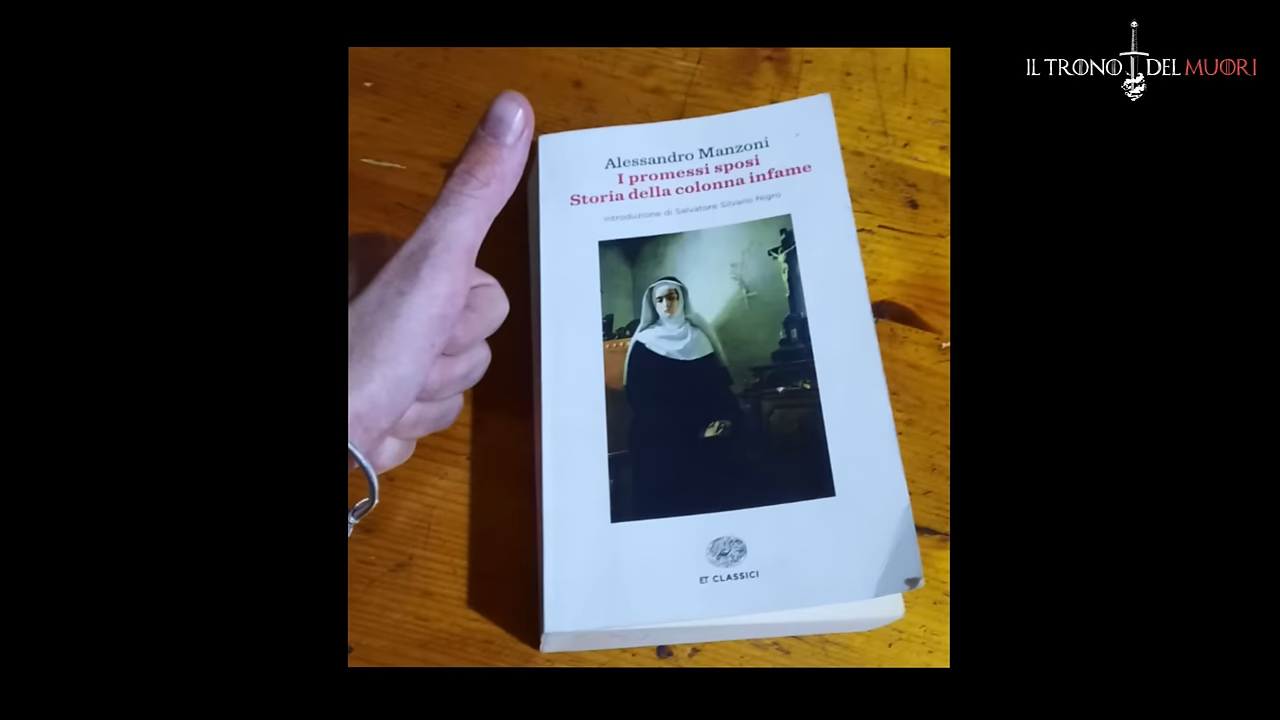 IL TRONO DEL MUORI
Alessandro Manzoni
I promessi sposi
Storia della colonna infame
Introduzione di Salvatore Silvano Nigro
ET CLASSICI